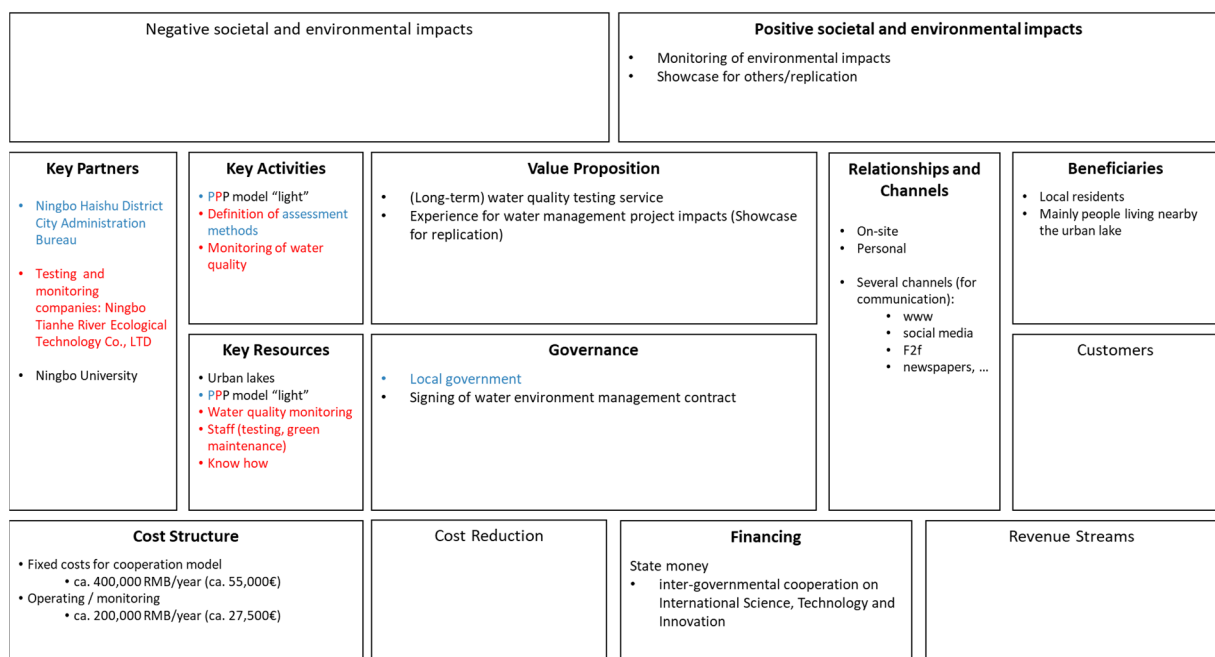 Negative societal and environmental impacts
Positive societal and environmental impacts
• Monitoring of environmental impacts
• Showcase for others/replication
Key Partners
• Ningbo Haishu District
City Administration
Bureau
• Testing and
monitoring
companies: Ningbo
Tianhe River Ecological
Technology Co., LTD
• Ningbo University
Key Activities
• PPP model “light”
• Definition of assessment
methods
• Monitoring of water
quality
Key Resources
• Urban lakes
• PPP model “light”
• Water quality monitoring
• Staff (testing, green
maintenance)
• Know how
Value Proposition
• (Long-term) water quality testing service
• Experience for water management project impacts (Showcase
for replication)
Governance
• Local government
• Signing of water environment management contract
Relationships and
Channels
• On-site
• Personal
• Several channels (for
communication):
• www
• social media
• F2f
• newspapers, ...
Beneficiaries
• Local residents
• Mainly people living nearby
the urban lake
Customers
Cost Structure
• Fixed costs for cooperation model
• ca. 400,000 RMB/year (ca. 55,000€)
• Operating / monitoring
• ca. 200,000 RMB/year (ca. 27,500€)
Cost Reduction
Financing
State money
• inter-governmental cooperation on
International Science, Technology and
Innovation
Revenue Streams